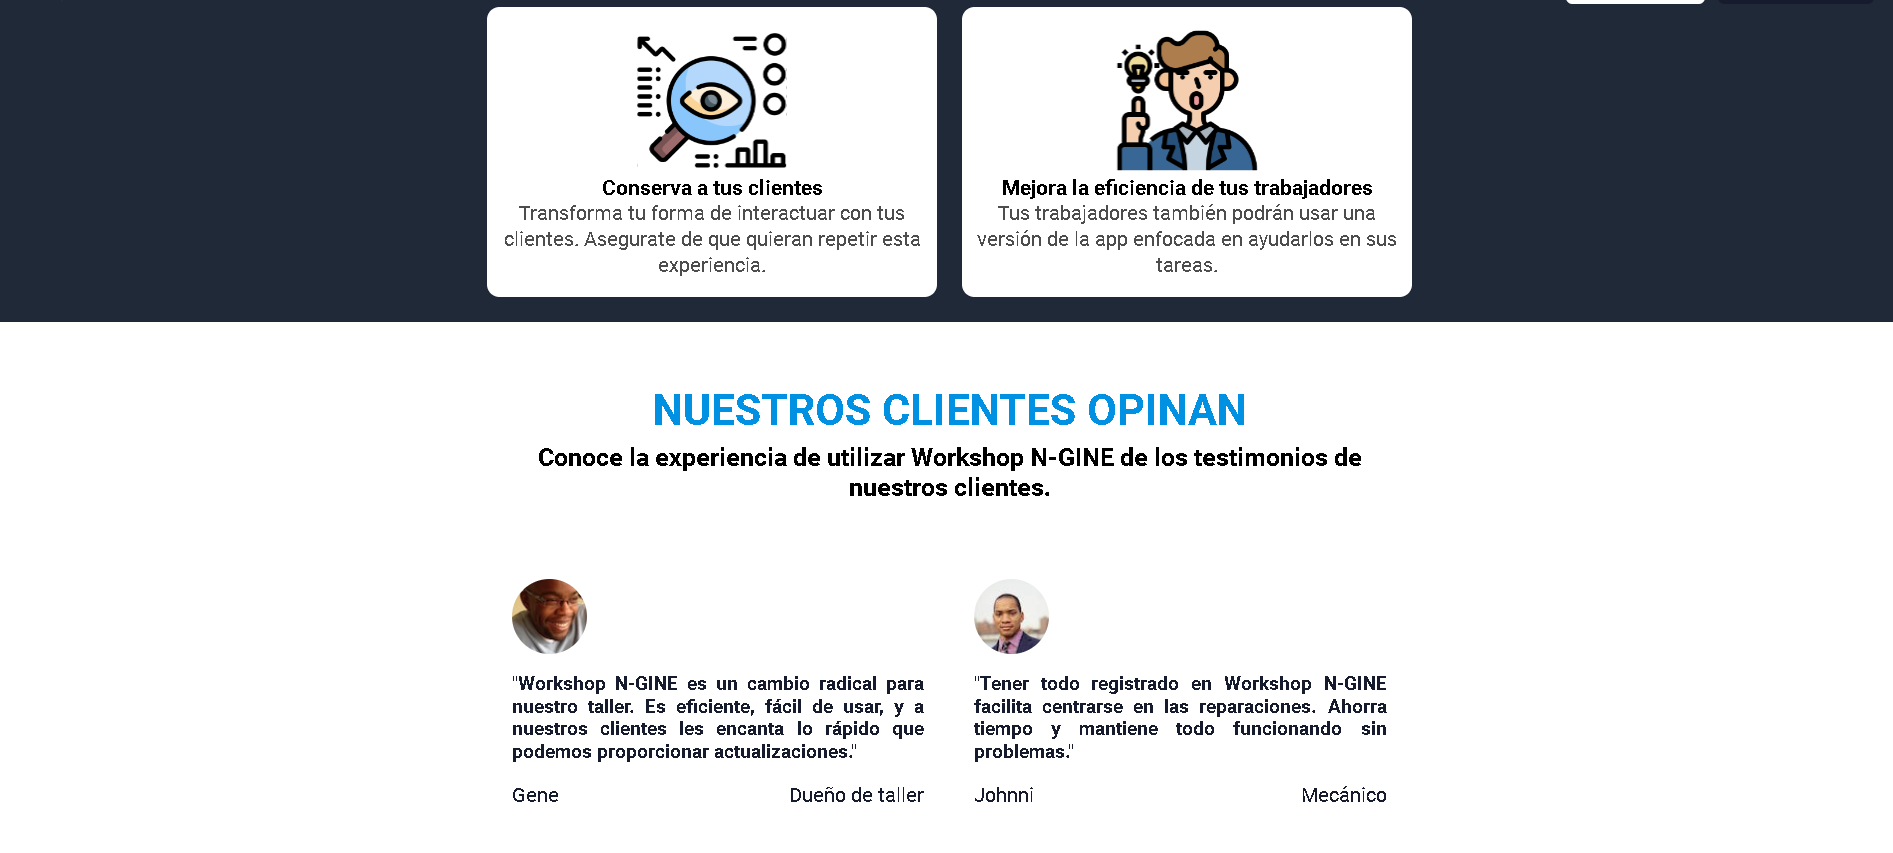 Conserva a tus clientes
Transforma tu forma de interactuar con tus
clientes. Asegurate de que quieran repetir esta
experiencia.
Mejora la eficiencia de tus trabajadores
Tus trabajadores también podrán usar una
versión de la app enfocada en ayudarlos en sus
tareas.
NUESTROS CLIENTES OPINAN
Conoce la experiencia de utilizar Workshop N-GINE de los testimonios de
nuestros clientes.
"Workshop N-GINE es un cambio radical para
nuestro taller. Es eficiente, fácil de usar, y a
nuestros clientes les encanta lo rápido que
podemos proporcionar actualizaciones."
Gene Dueño de taller
"Tener todo registrado en Workshop N-GINE
facilita centrarse en las reparaciones. Ahorra
tiempo y mantiene todo funcionando sin
problemas."
Johnni Mecánico